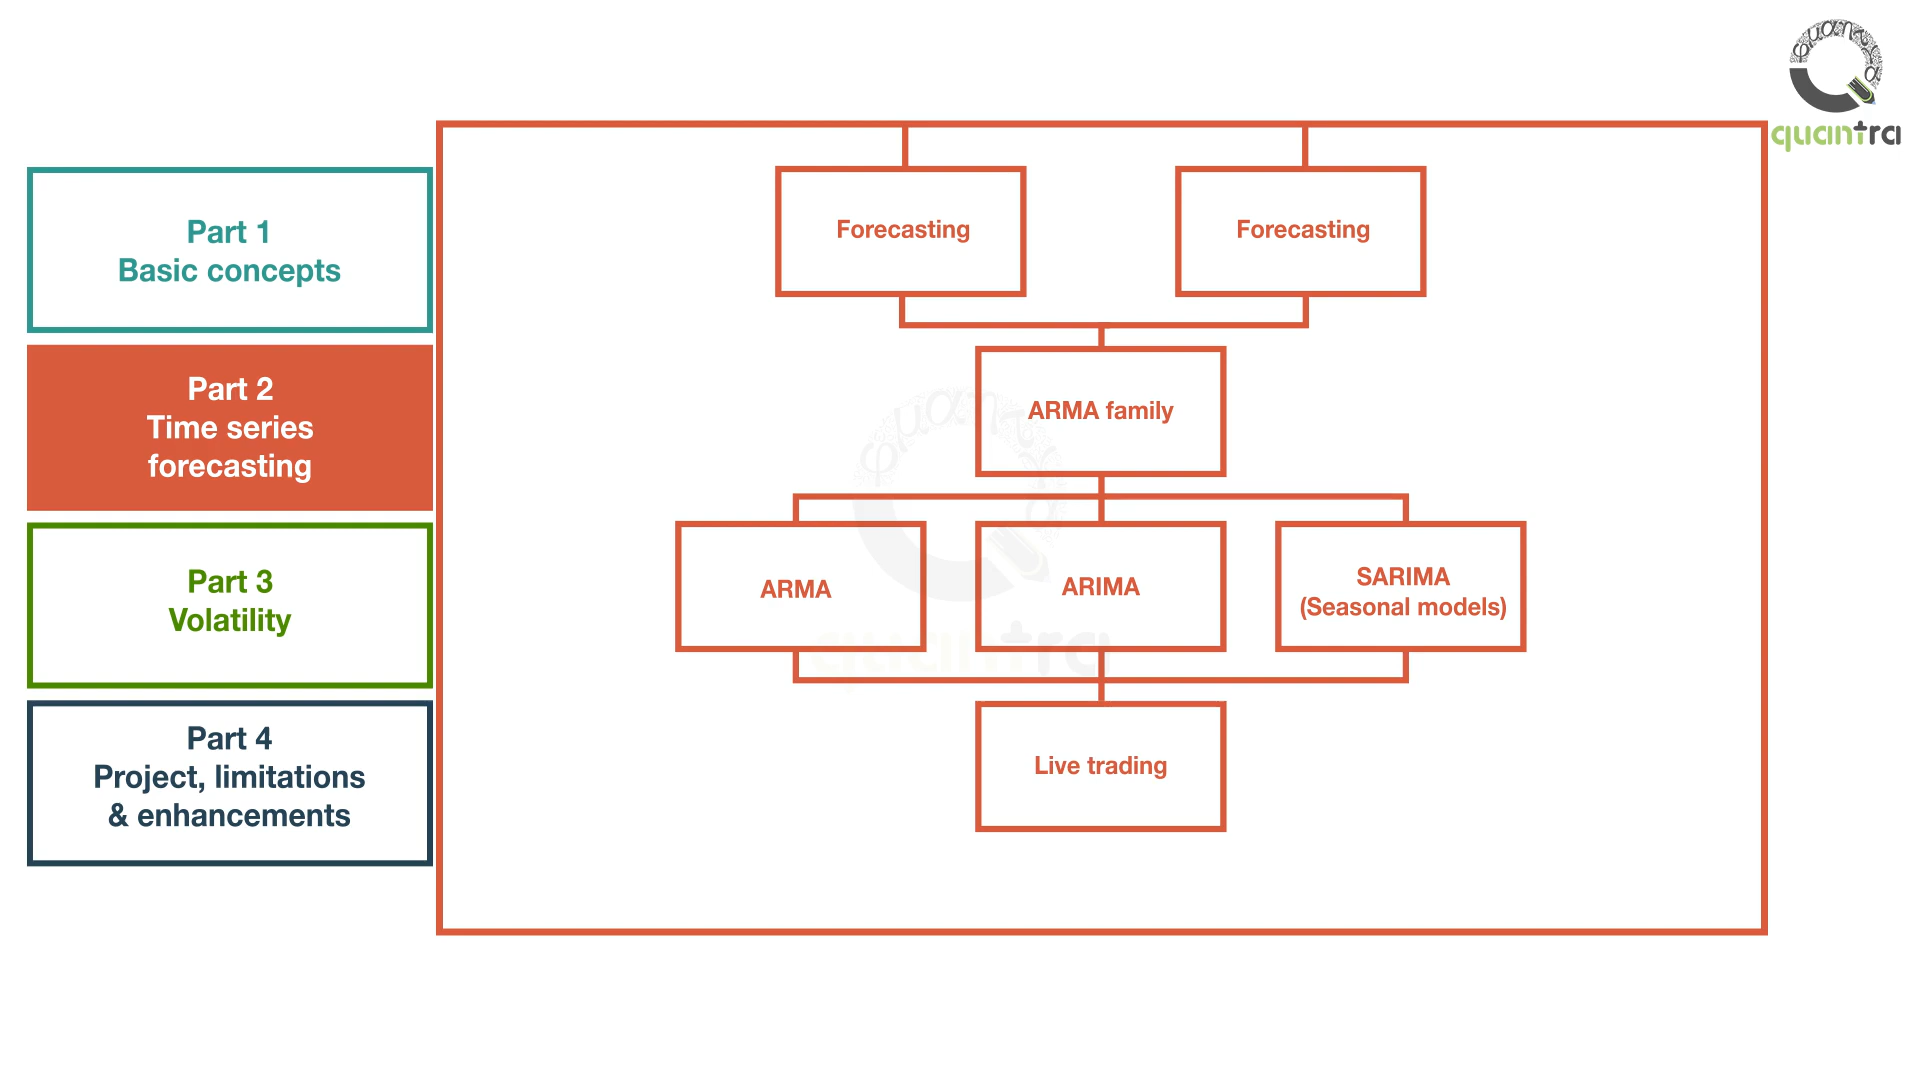 quantra
Part 1
Basic concepts
Part 2
Time series
forecasting
Part 3
Volatility
Part 4
Project, limitations
& enhancements
Forecasting
Forecasting
ARMA family
ARMA
ARIMA
SARIMA
(Seasonal models)
Live trading
quantra